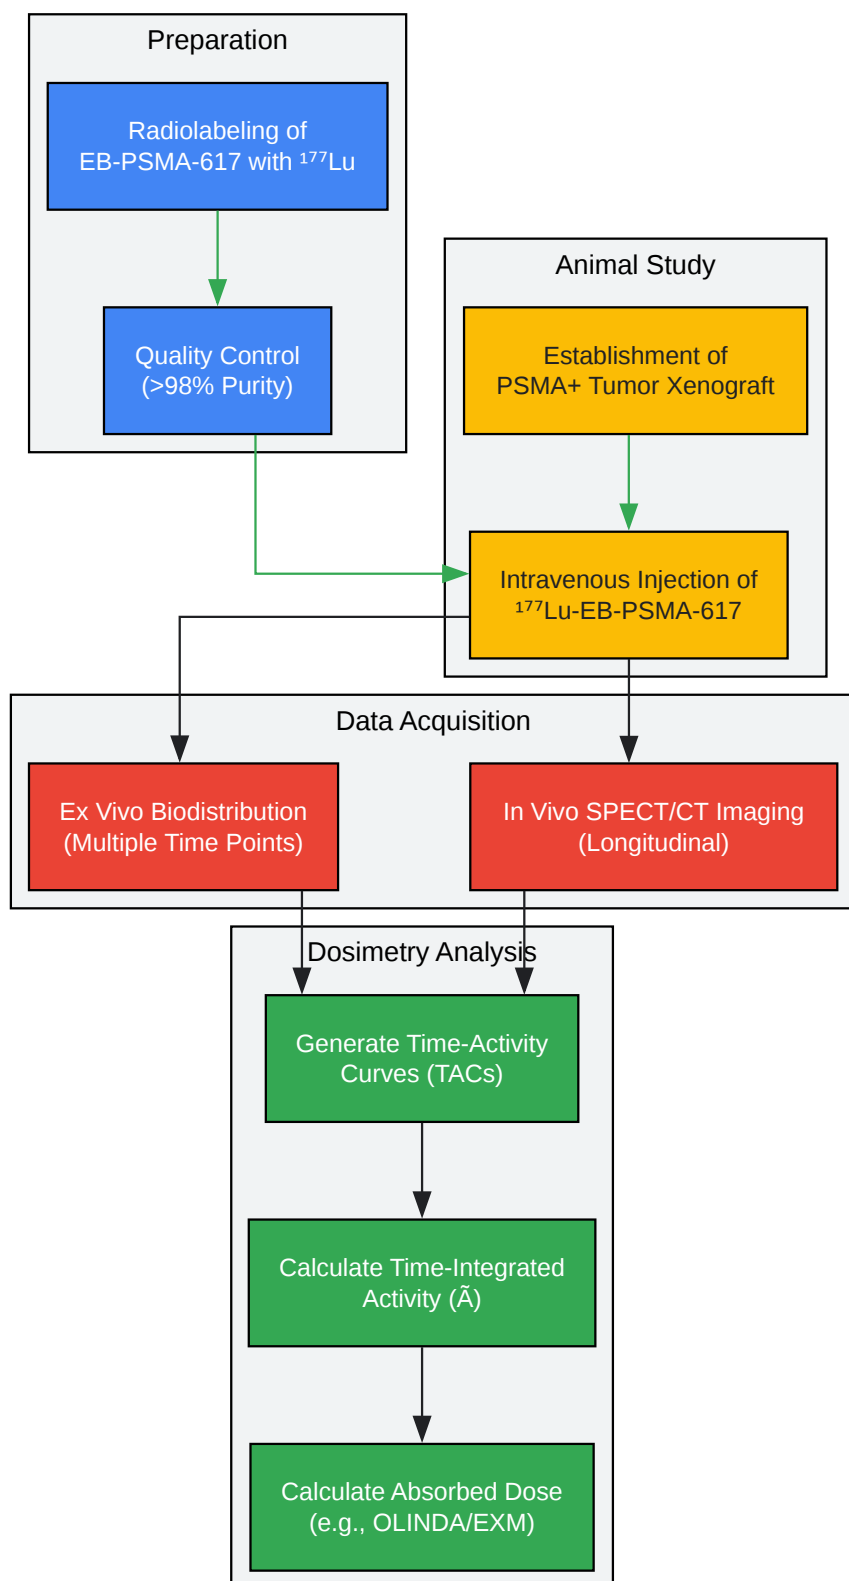 Preparation
Radiolabeling of
EB-PSMA-617 with ¹⁷⁷Lu
Quality Control
(>98% Purity)
Animal Study
Establishment of
PSMA+ Tumor Xenograft
Intravenous Injection of
¹⁷⁷Lu-EB-PSMA-617
Data Acquisition
Ex Vivo Biodistribution
(Multiple Time Points)
In Vivo SPECT/CT Imaging
(Longitudinal)
Dosimetry Analysis
Generate Time-Activity
Curves (TACs)
Calculate Time-Integrated
Activity (Ã)
Calculate Absorbed Dose
(e.g., OLINDA/EXM)